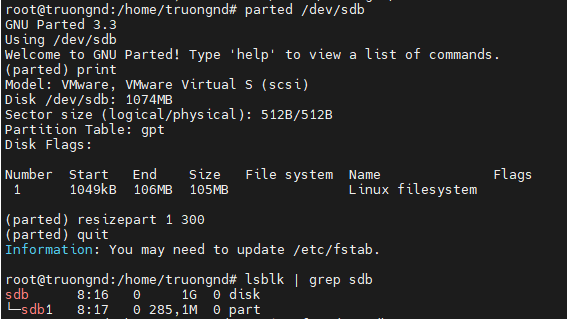 root@truongnd:/home/truongnd# parted /dev/sdb
GNU Parted 3.3
Using /dev/sdb
Welcome to GNU Parted! Type 'help' to view a list of commands.
(parted) print
Model: VMware, VMware Virtual S (scsi)
Disk /dev/sdb: 1074MB
Sector size (logical/physical): 512B/512B
Partition Table: gpt
Disk Flags:

Number  Start   End    Size   File system  Name              Flags
 1      1049kB  106MB  105MB               Linux filesystem

(parted) resizepart 1 300
(parted) quit
Information: You may need to update /etc/fstab.

root@truongnd:/home/truongnd# lsblk | grep sdb
sdb      8:16   0     1G  0 disk
└─sdb1   8:17   0 285,1M  0 part